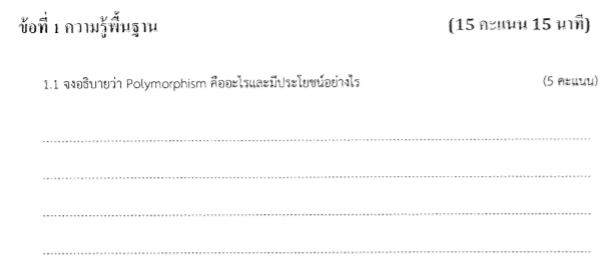 ข้อที่ 1 ความรู้พื้นฐาน (15 คะแนน 15 นาที)
1.1 จงอธิบายว่า Polymorphism คืออะไรและมีประโยชน์อย่างไร (5 คะแนน)